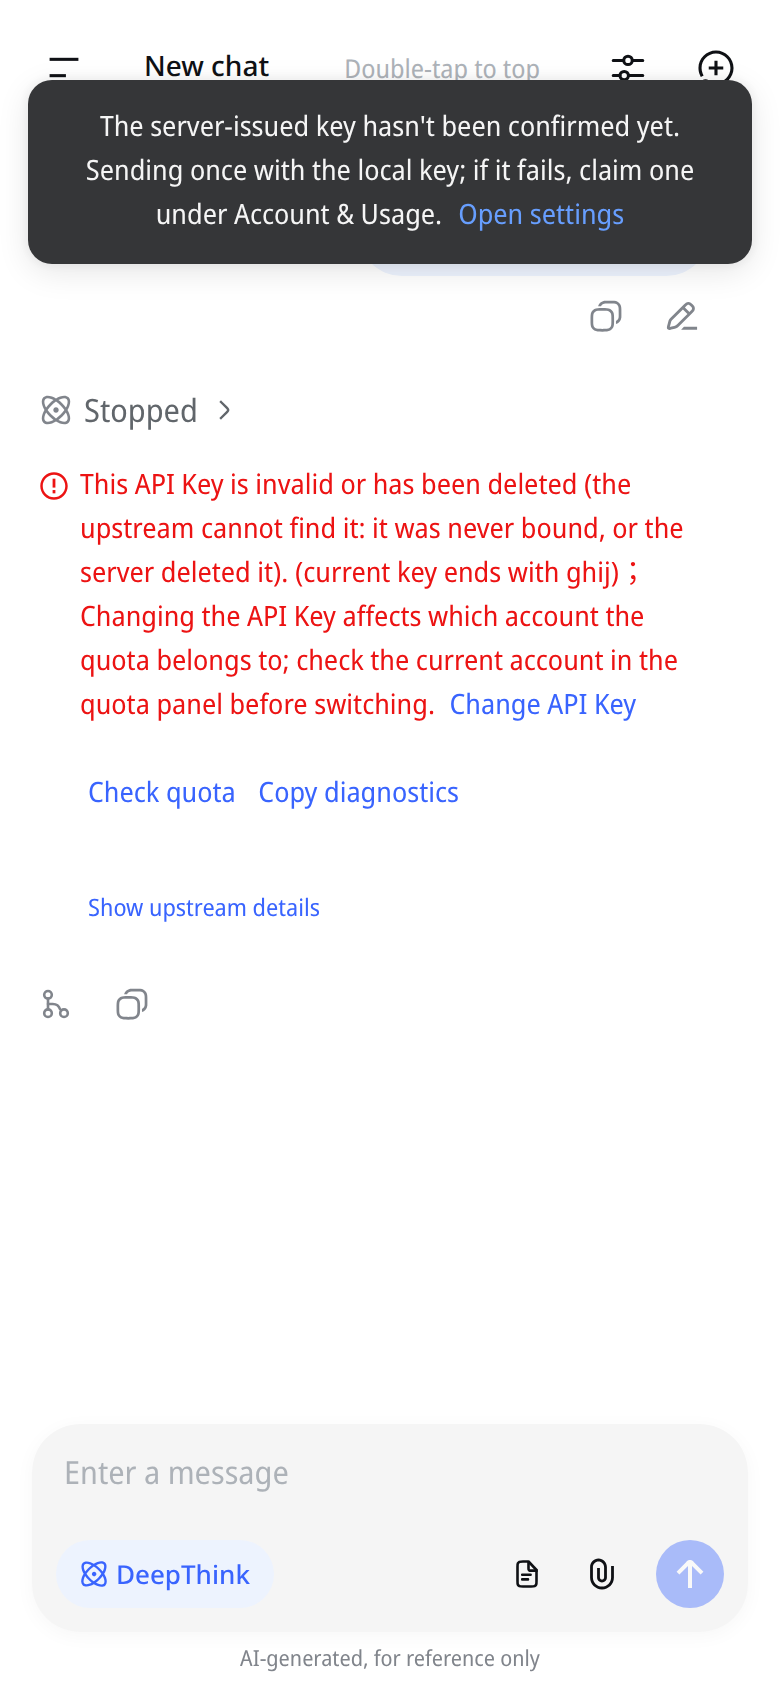 New chat
Double-tap to top
The server-issued key hasn't been confirmed yet.
Sending once with the local key; if it fails, claim one
under Account & Usage. Open settings
Stopped
This API Key is invalid or has been deleted (the
upstream cannot find it: it was never bound, or the
server deleted it). (current key ends with ghij)；
Changing the API Key affects which account the
quota belongs to; check the current account in the
quota panel before switching. Change API Key
Check quota Copy diagnostics
Show upstream details
Enter a message
DeepThink
AI-generated, for reference only